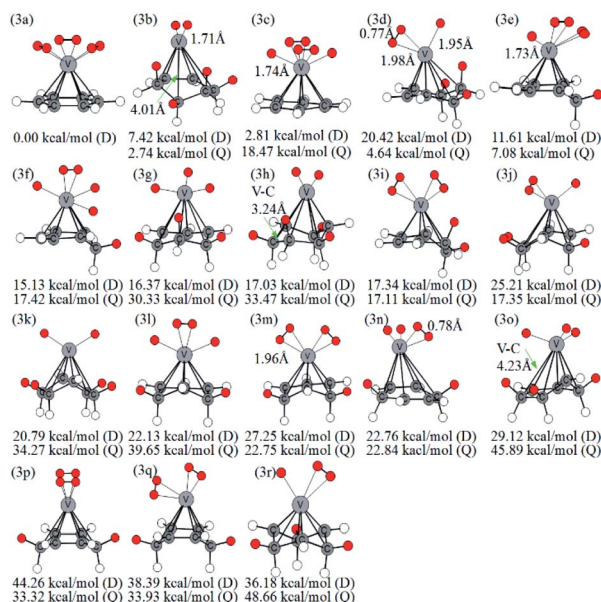 (3a) (3b) (3c) (3d) (3e)
1.71Å 0.77Å 1.95Å
1.74Å 1.98Å 1.73Å
4.01Å
0.00 kcal/mol (D) 7.42 kcal/mol (D) 2.81 kcal/mol (D) 20.42 kcal/mol (D) 11.61 kcal/mol (D)
2.74 kcal/mol (Q) 18.47 kcal/mol (Q) 4.64 kcal/mol (Q) 7.08 kcal/mol (Q)
(3f) (3g) (3h) (3i) (3j)
V-C
3.24Å
15.13 kcal/mol (D) 16.37 kcal/mol (D) 17.03 kcal/mol (D) 17.34 kcal/mol (D) 25.21 kcal/mol (D)
17.42 kcal/mol (Q) 30.33 kcal/mol (Q) 33.47 kcal/mol (Q) 17.11 kcal/mol (Q) 17.35 kcal/mol (Q)
(3k) (3l) (3m) (3n) (3o)
0.78Å
1.96Å V-C
4.23Å
20.79 kcal/mol (D) 22.13 kcal/mol (D) 27.25 kcal/mol (D) 22.76 kcal/mol (D) 29.12 kcal/mol (D)
34.27 kcal/mol (Q) 39.65 kcal/mol (Q) 22.75 kcal/mol (Q) 22.84 kcal/mol (Q) 45.89 kcal/mol (Q)
(3p) (3q) (3r)
44.26 kcal/mol (D) 38.39 kcal/mol (D) 36.18 kcal/mol (D)
33.32 kcal/mol (Q) 33.93 kcal/mol (Q) 48.66 kcal/mol (Q)